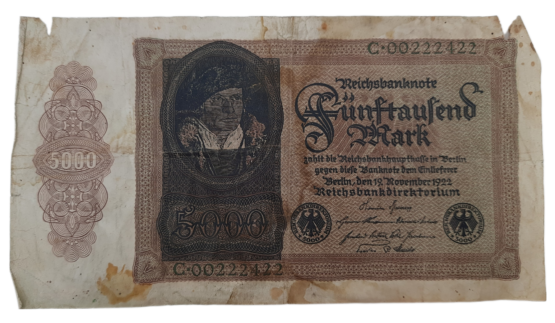 C·00222422
Reichsbanknote
Fünftausend
Mark
zahlt die Reichsbankhauptkasse in Berlin
gegen diese Banknote dem Einlieferer
Berlin, den 19. November 1922
Reichsbankdirektorium
5000
5000
C·00222422